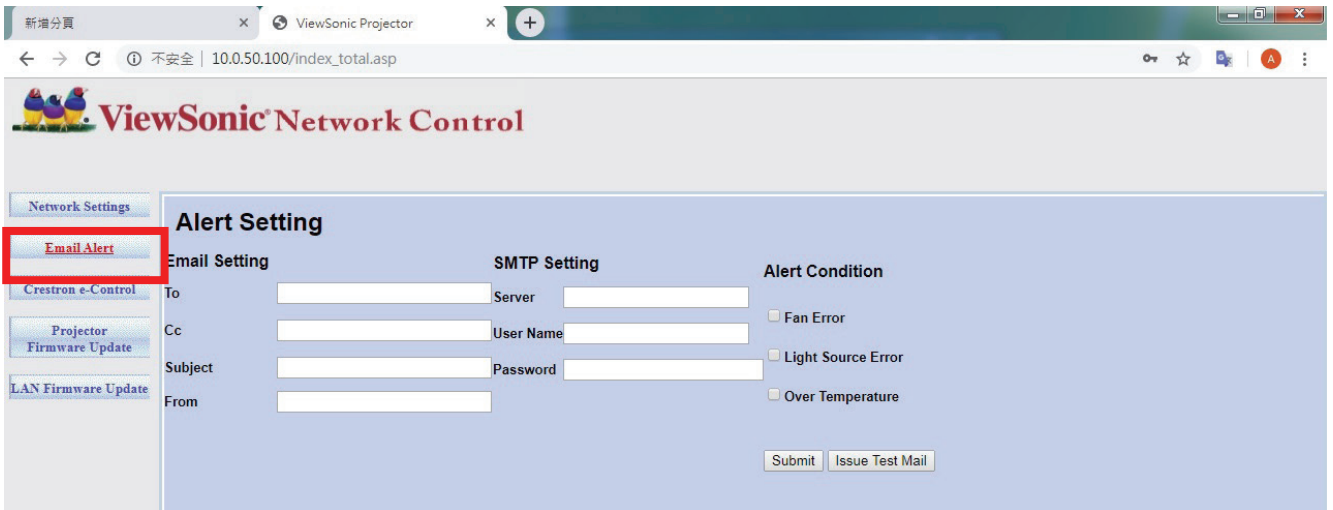 新增分頁
ViewSonic Projector
不安全 | 10.0.50.100/index_total.asp
A
ViewSonic® Network Control
Network Settings
Email Alert
Crestron e-Control
Projector
Firmware Update
LAN Firmware Update
Alert Setting
Email Setting
To
Cc
Subject
From
SMTP Setting
Server
User Name
Password
Alert Condition
Fan Error
Light Source Error
Over Temperature
Submit
Issue Test Mail